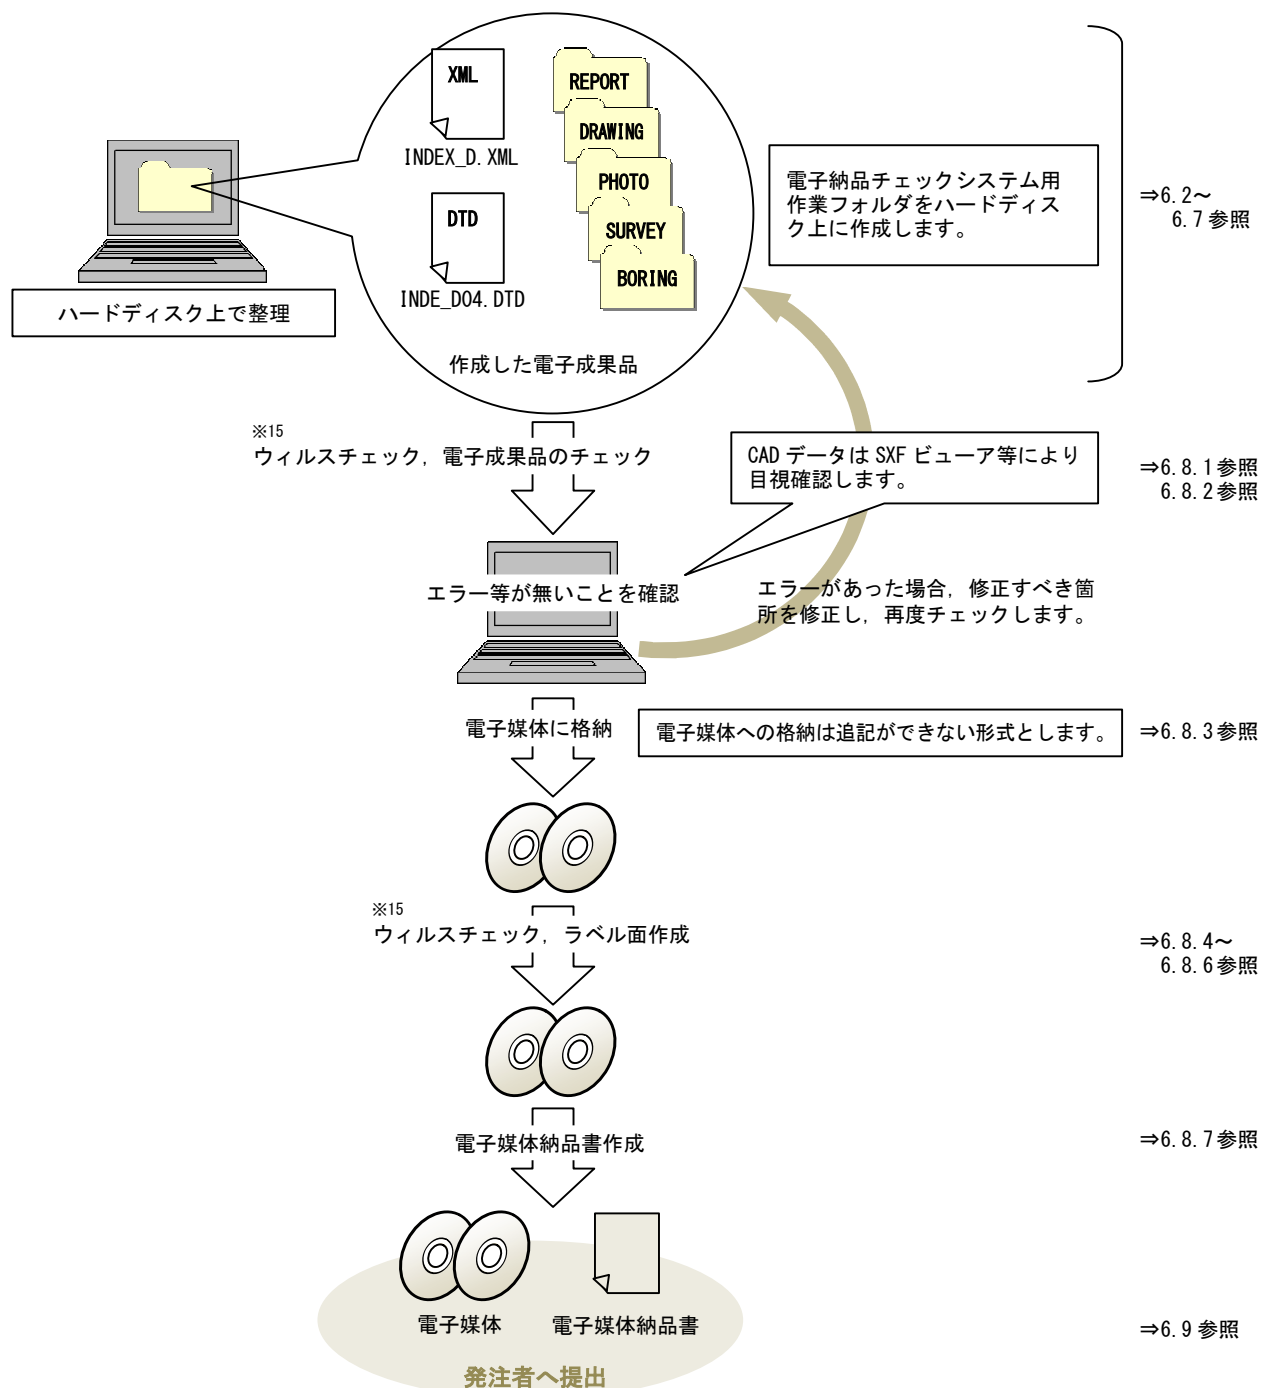 XML
INDEX_D.XML
DTD
INDE_D04.DTD
REPORT
DRAWING
PHOTO
SURVEY
BORING
作成した電子成果品
ハードディスク上で整理
電子納品チェックシステム用
作業フォルダをハードディス
ク上に作成します。
⇒6.2～
6.7参照
※15
ウィルスチェック，電子成果品のチェック
CADデータはSXFビューア等により
目視確認します。
⇒6.8.1参照
6.8.2参照
エラー等が無いことを確認
エラーがあった場合，修正すべき箇
所を修正し，再度チェックします。
電子媒体に格納
電子媒体への格納は追記ができない形式とします。
⇒6.8.3参照
※15
ウィルスチェック，ラベル面作成
⇒6.8.4～
6.8.6参照
電子媒体納品書作成
⇒6.8.7参照
電子媒体
電子媒体納品書
⇒6.9参照
発注者へ提出